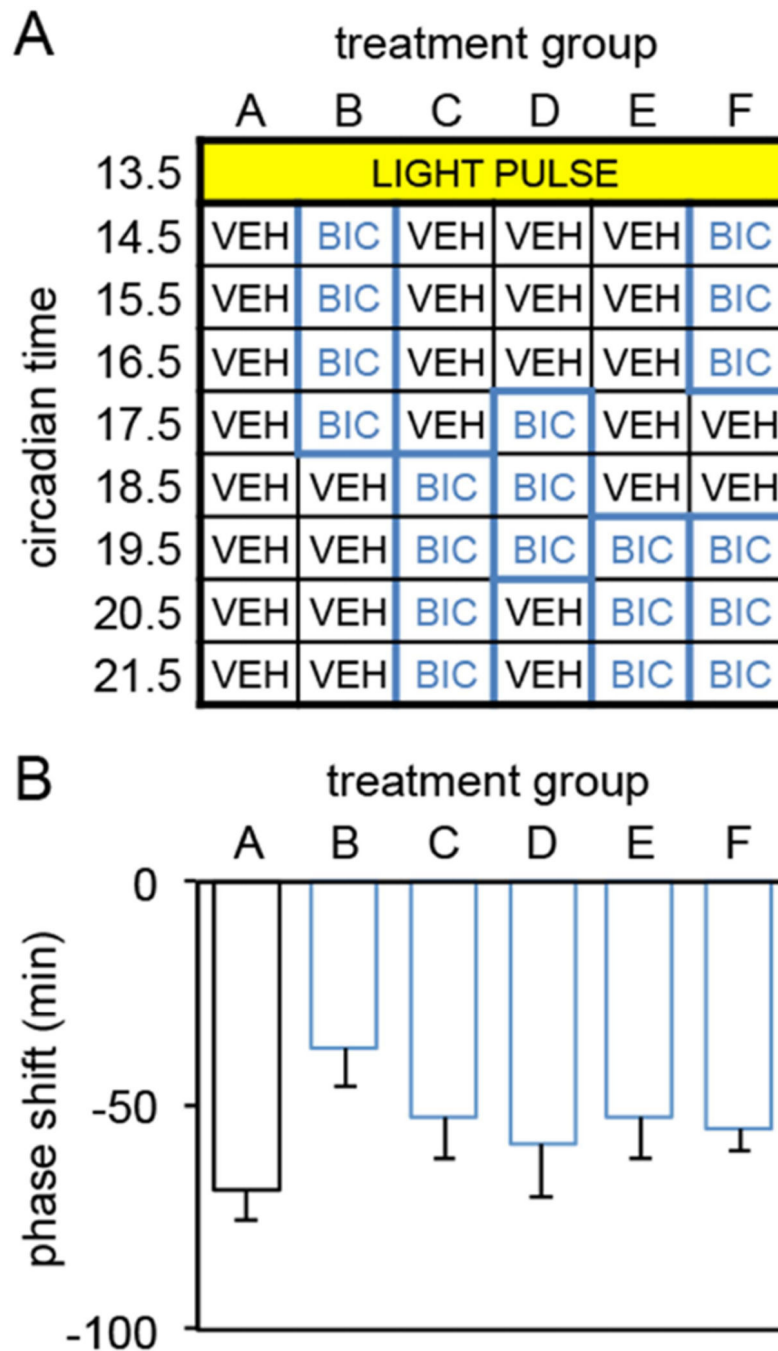 A
treatment group
A B C D E F
13.5 LIGHT PULSE
14.5 VEH BIC VEH VEH VEH BIC
15.5 VEH BIC VEH VEH VEH BIC
16.5 VEH BIC VEH VEH VEH BIC
17.5 VEH BIC VEH BIC VEH VEH
18.5 VEH VEH BIC BIC VEH VEH
19.5 VEH VEH BIC BIC BIC BIC
20.5 VEH VEH BIC VEH BIC BIC
21.5 VEH VEH BIC VEH BIC BIC
circadian time
B
treatment group
A B C D E F
0
-50
-100
phase shift (min)